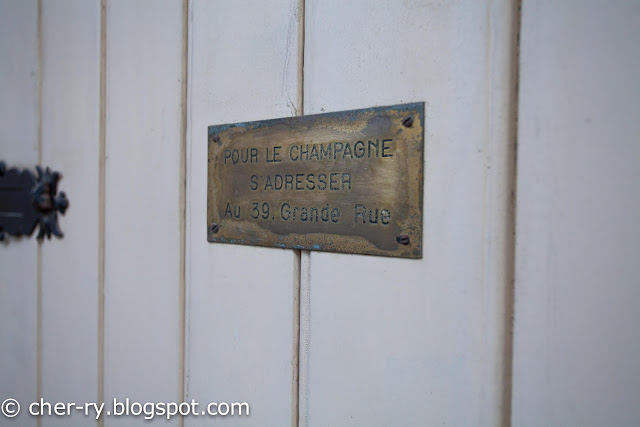 POUR LE CHAMPAGNE
S'ADRESSER
Au 39. Grande Rue
© cher-ry.blogspot.com